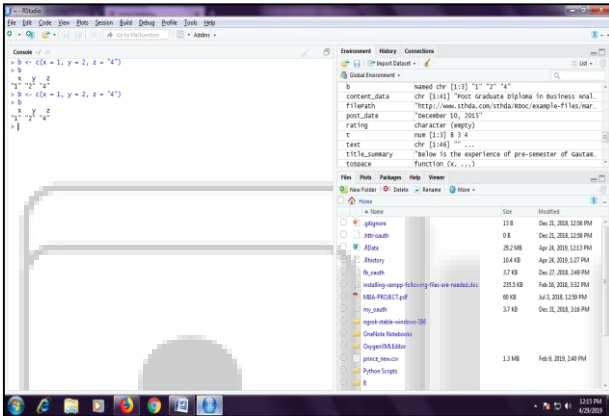 ~ - RStudio
File Edit Code View Plots Session Build Debug Profile Tools Help
Go to file/function Addins
Console ~/
> b <- c(x = 1, y = 2, z = "4")
> b
x y z
"1" "2" "4"
> b <- c(x = 1, y = 2, z = "4")
> b
x y z
"1" "2" "4"
>
Environment History Connections
Import Dataset List
Global Environment
b Named chr [1:3] "1" "2" "4"
content_data chr [1:41] "Post Graduate Diploma in Business Anal…
filePath "http://www.sthda.com/sthda/RDoc/example-files/mar…
post_date "December 10, 2015"
rating character (empty)
t num [1:3] 8 3 4
text chr [1:46] "" ...
title_summary "Below is the experience of pre-semester of Gautam…
toSpace function (x, ...)
Files Plots Packages Help Viewer
New Folder Delete Rename More
Home
Name Size Modified
.gitignore 13 B Dec 21, 2018, 12:56 PM
.httr-oauth 0 B Dec 21, 2018, 12:56 PM
.RData 29.2 MB Apr 24, 2019, 12:13 PM
.Rhistory 10.4 KB Apr 24, 2019, 1:27 PM
fb_oauth 3.7 KB Dec 27, 2018, 2:49 PM
installing-xampp-following-files-are-needed.doc 235.5 KB Feb 16, 2018, 3:32 PM
MBA-PROJECT.pdf 60 KB Jul 3, 2018, 12:59 PM
my_oauth 3.7 KB Dec 31, 2018, 3:16 PM
ngrok-stable-windows-386
OneNote Notebooks
OxygenXMLEditor
prince_new.csv 1.3 MB Feb 9, 2019, 2:40 PM
Python Scripts
R
12:15 PM
4/29/2019